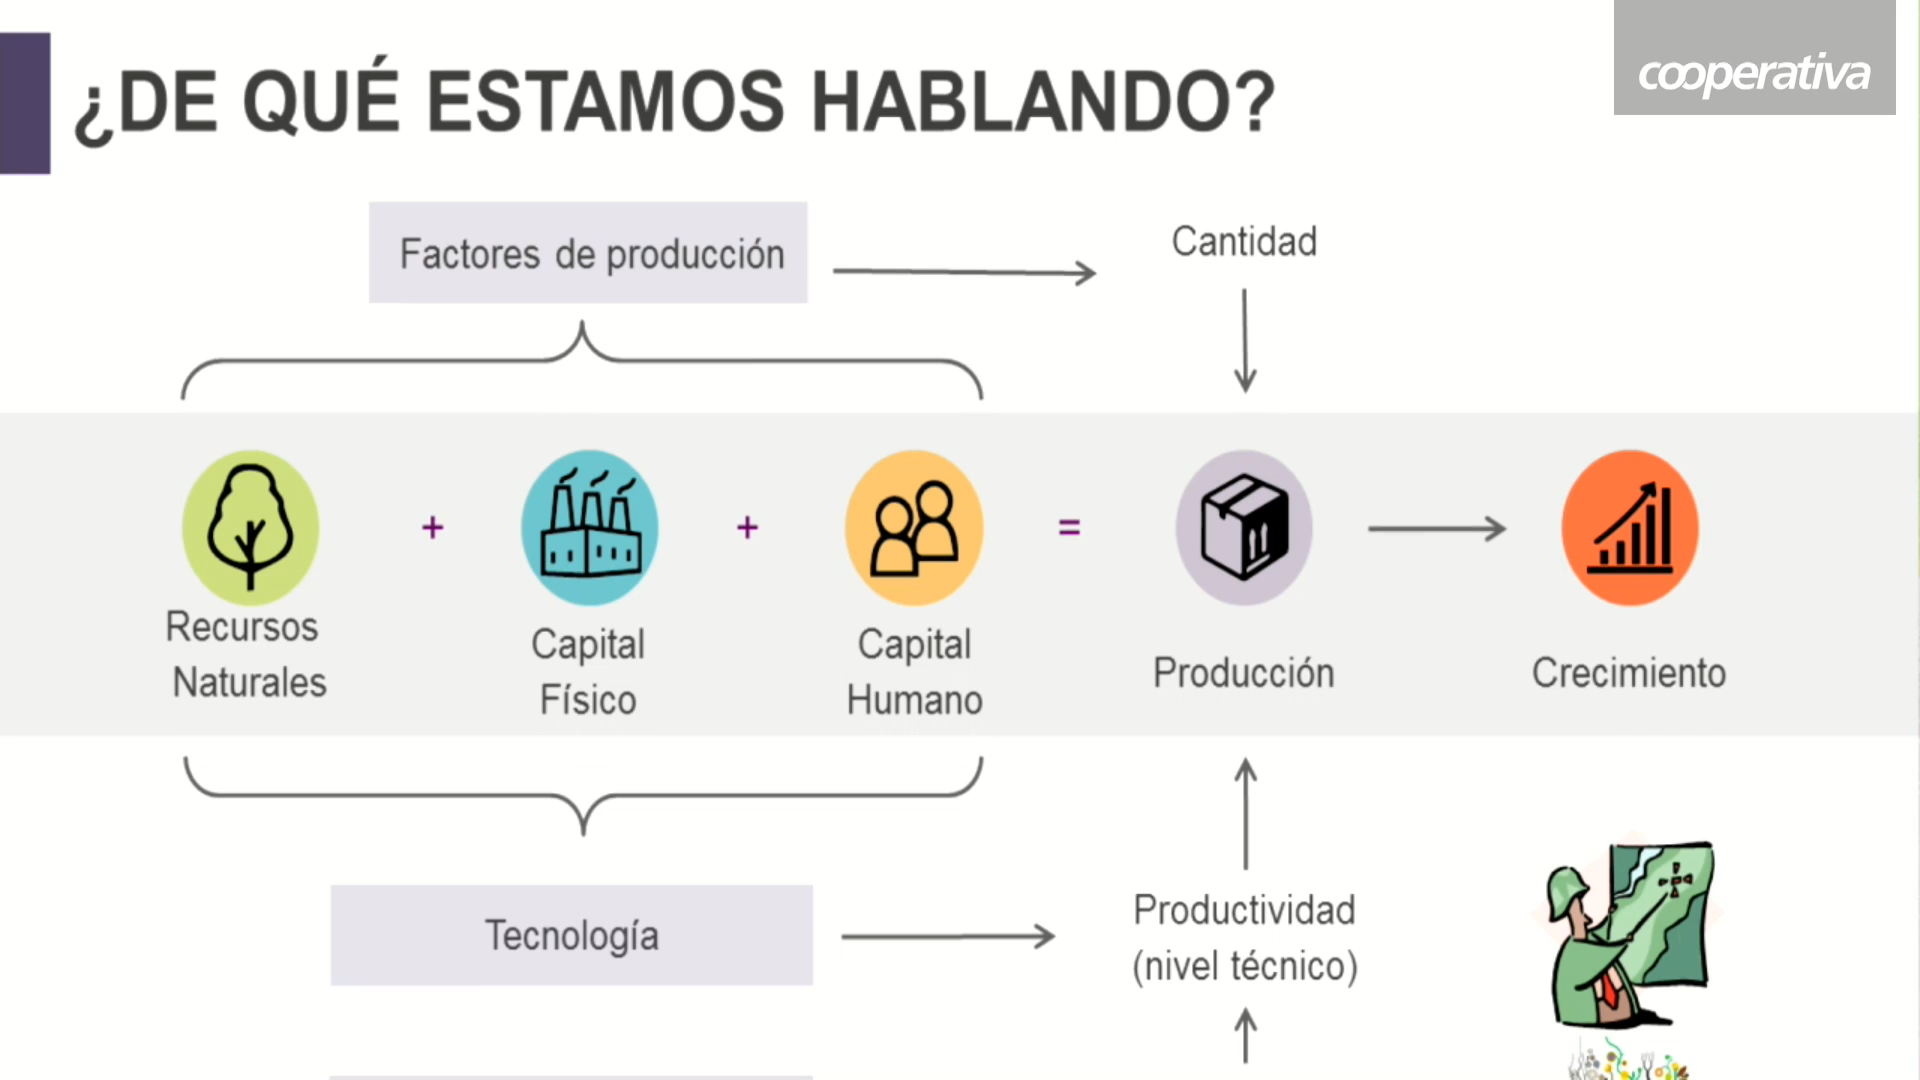 cooperativa
¿DE QUÉ ESTAMOS HABLANDO?
Factores de producción
Cantidad
+
+
=
Recursos
Naturales
Capital
Físico
Capital
Humano
Producción
Crecimiento
Tecnología
Productividad
(nivel técnico)